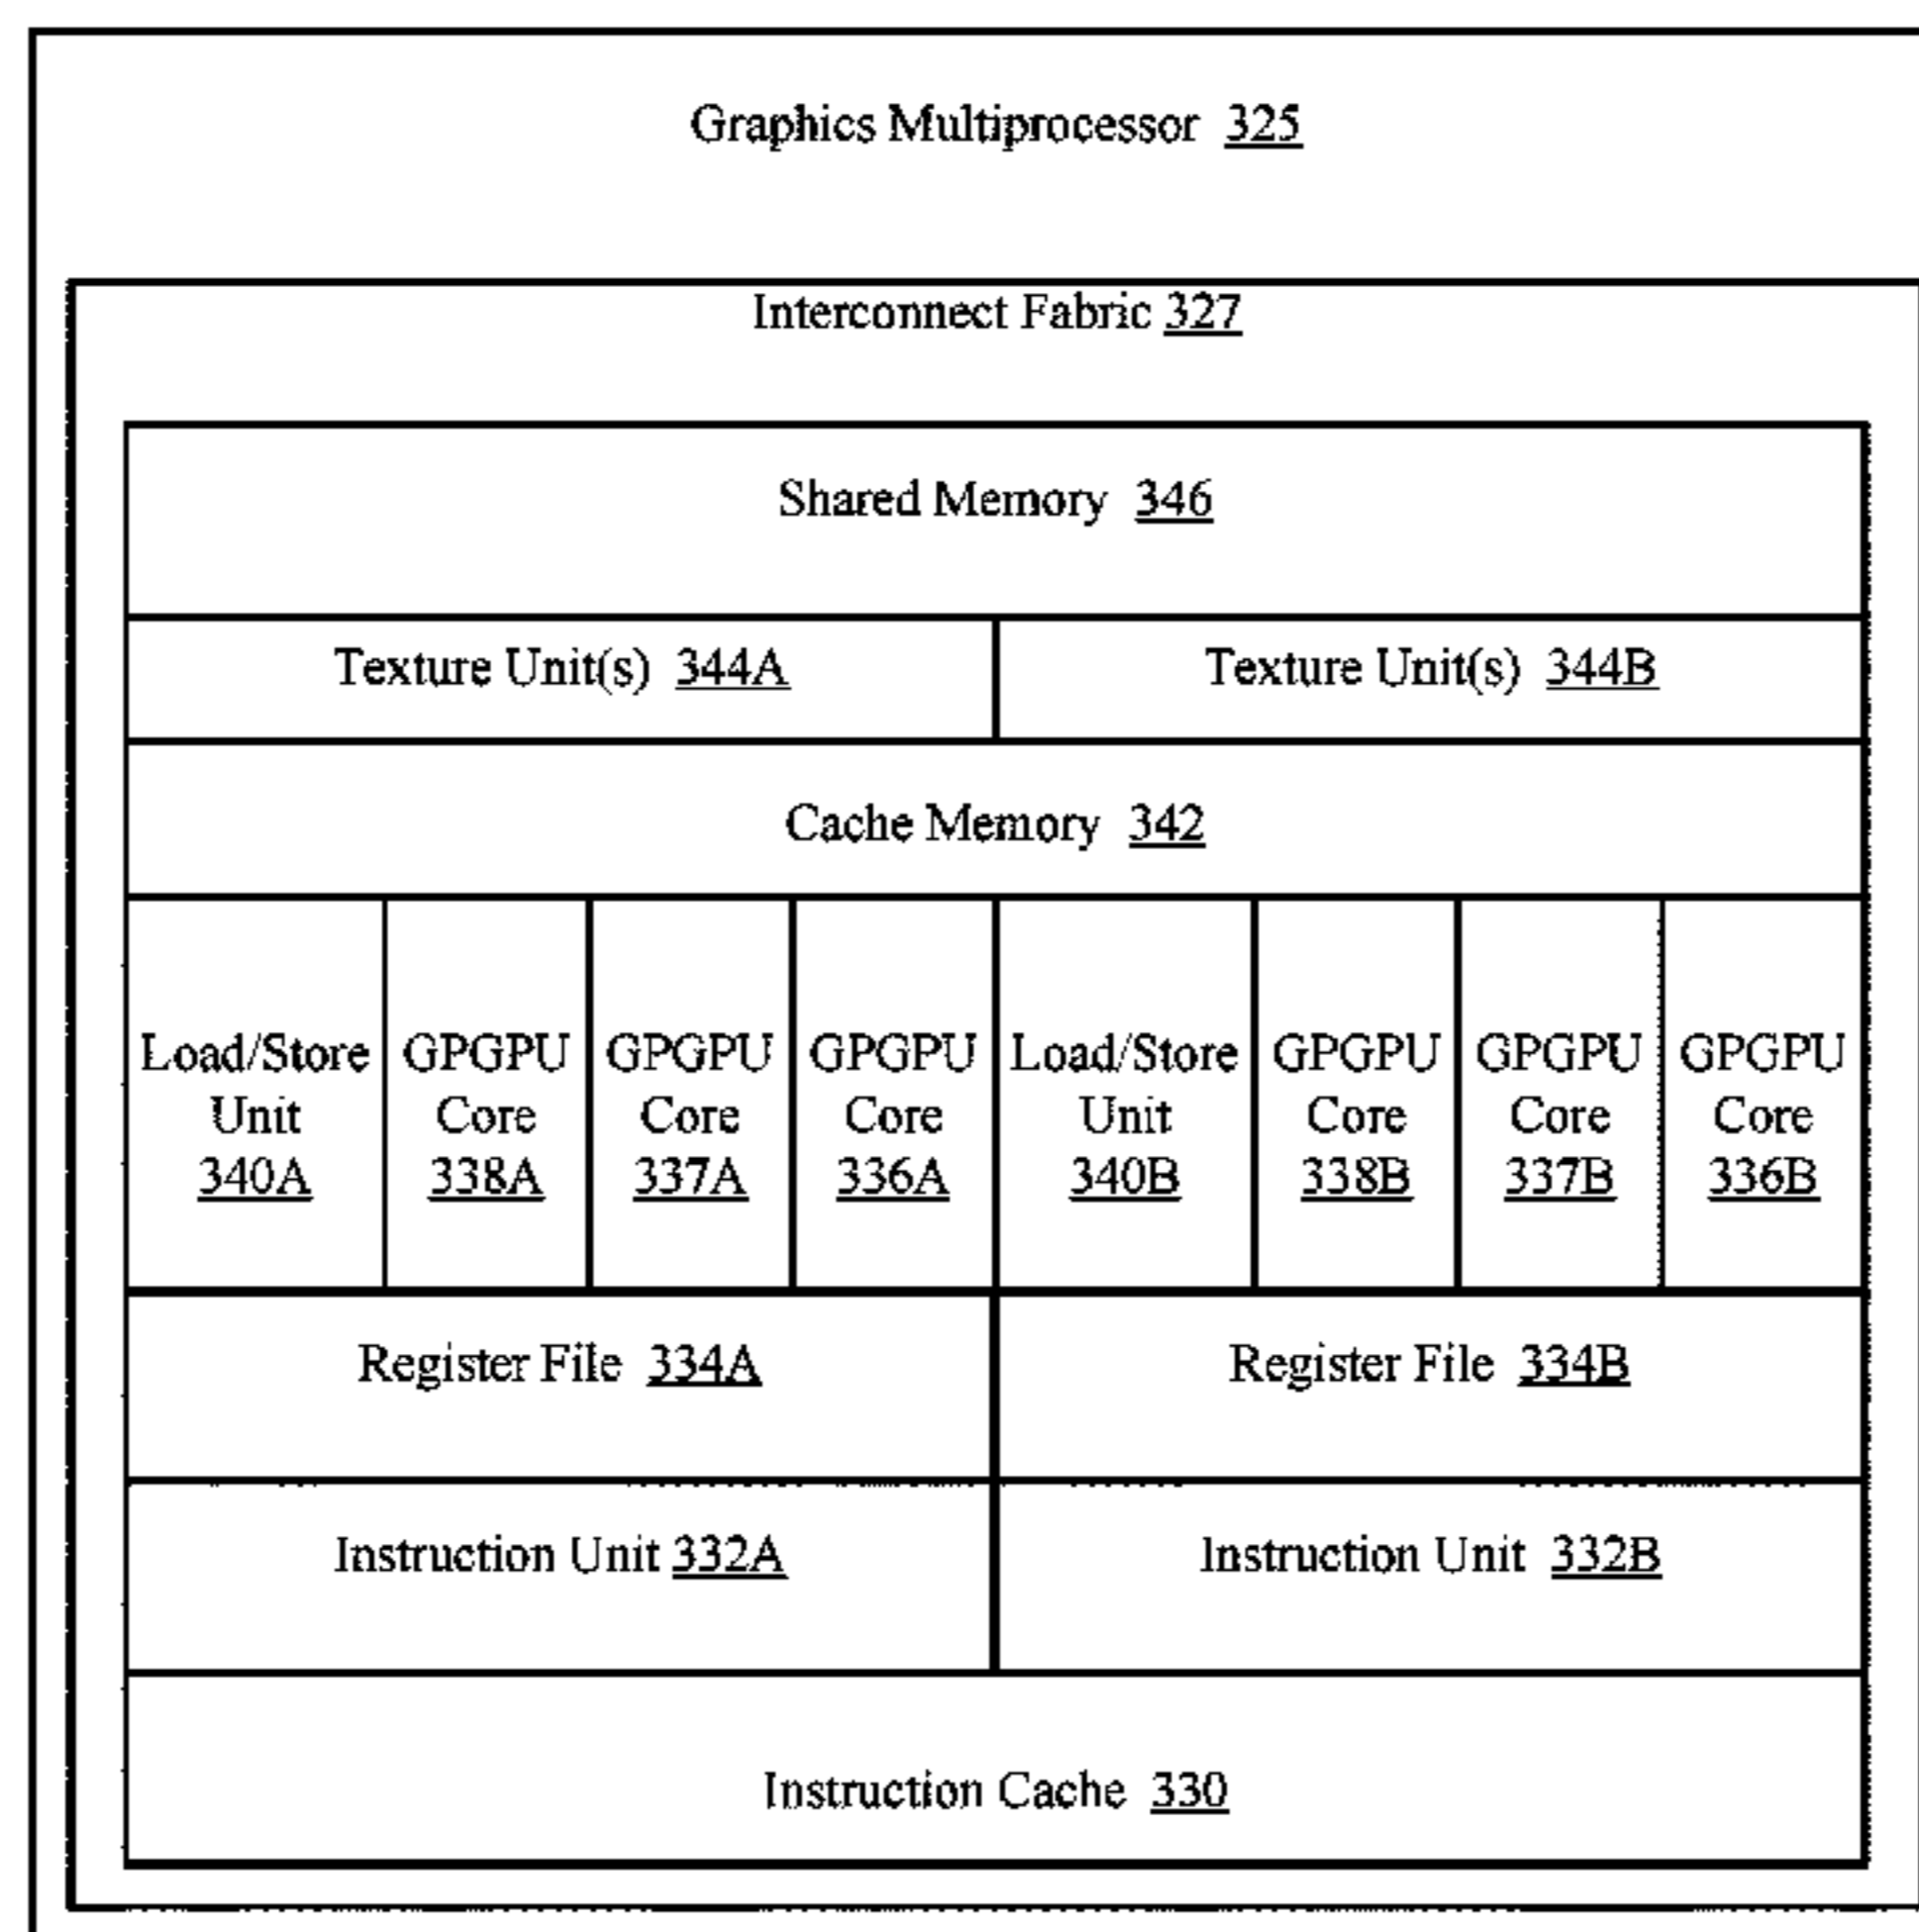 Graphics Multiprocessor 325
Interconnect Fabric 327
Shared Memory 346
Texture Unit(s) 344A
Texture Unit(s) 344B
Cache Memory 342
Load/Store
Unit
340A
GPGPU
Core
338A
GPGPU
Core
337A
GPGPU
Core
336A
Load/Store
Unit
340B
GPGPU
Core
338B
GPGPU
Core
337B
GPGPU
Core
336B
Register File 334A
Register File 334B
Instruction Unit 332A
Instruction Unit 332B
Instruction Cache 330